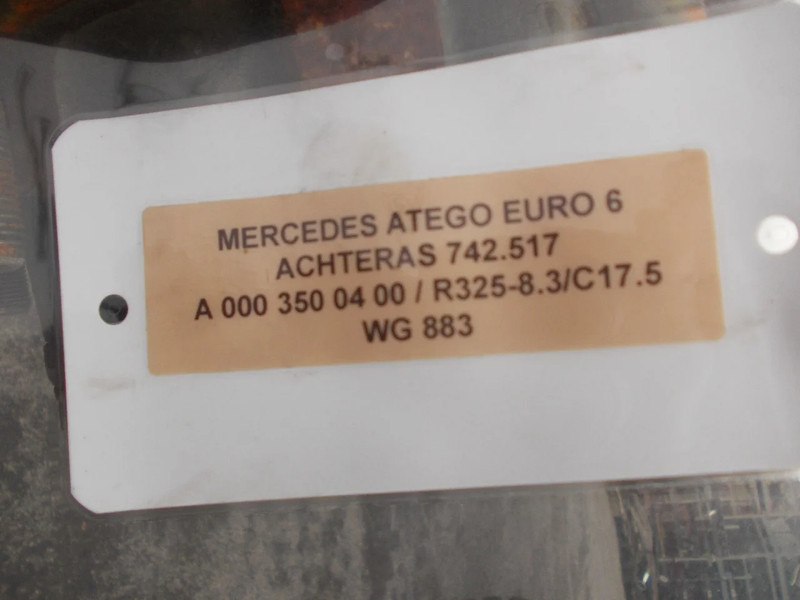 MERCEDES ATEGO EURO 6
ACHTERAS 742.517
A 000 350 04 00 / R325-8.3/C17.5
WG 883